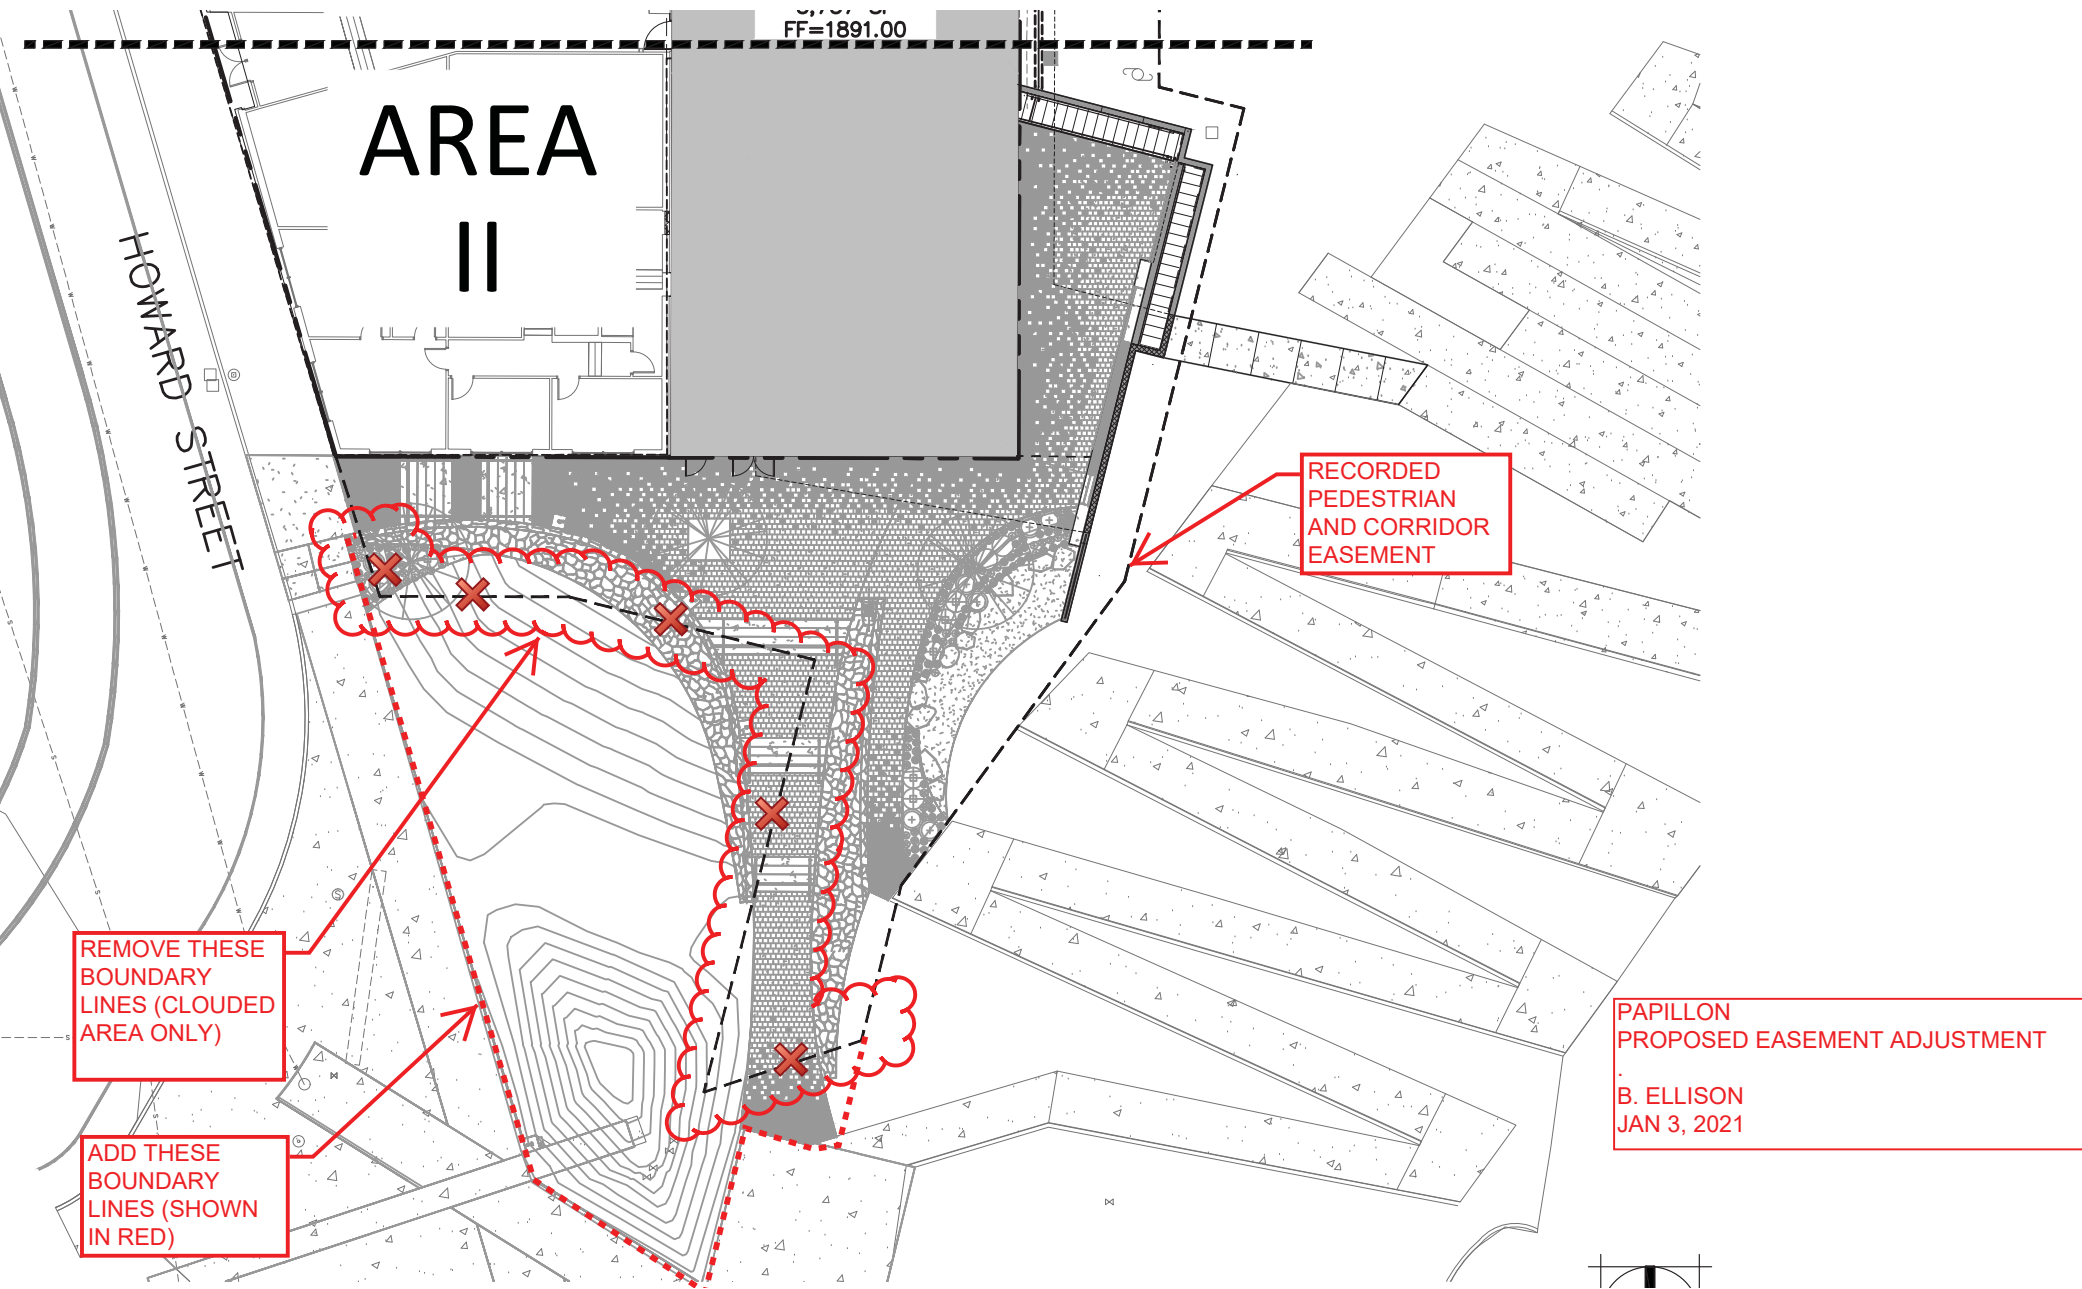 FF=1891.00
AREA
II
HOWARD STREET
RECORDED
PEDESTRIAN
AND CORRIDOR
EASEMENT
REMOVE THESE
BOUNDARY
LINES (CLOUDED
AREA ONLY)
ADD THESE
BOUNDARY
LINES (SHOWN
IN RED)
PAPILLON
PROPOSED EASEMENT ADJUSTMENT
.
B. ELLISON
JAN 3, 2021